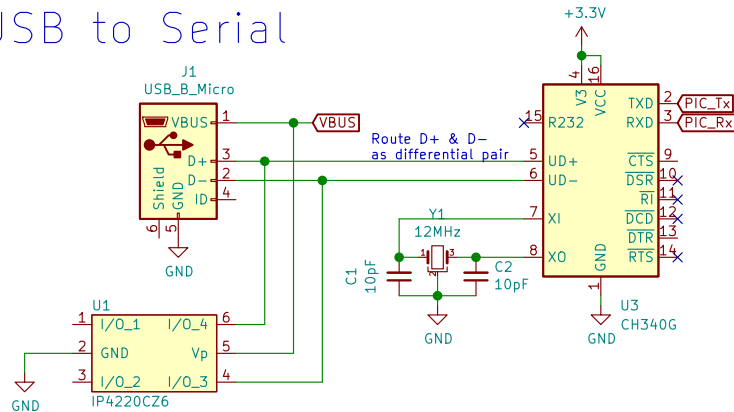 USB to Serial
+3.3V
J1
USB_B_Micro
4
16
V3
VCC
VBUS
1
VBUS
15
R232
TXD
2
PIC_Tx
RXD
3
PIC_Rx
Route D+ & D-
as differential pair
D+
3
5
UD+
CTS
9
D-
2
6
UD-
DSR
10
ID
4
RI
11
Shield
GND
6
5
GND
Y1
12MHz
7
XI
DCD
12
DTR
13
1
3
2
8
XO
RTS
14
C1
10pF
C2
10pF
GND
GND
1
U3
CH340G
GND
U1
1
I/O_1
I/O_4
6
2
GND
Vp
5
3
I/O_2
I/O_3
4
IP4220CZ6
GND